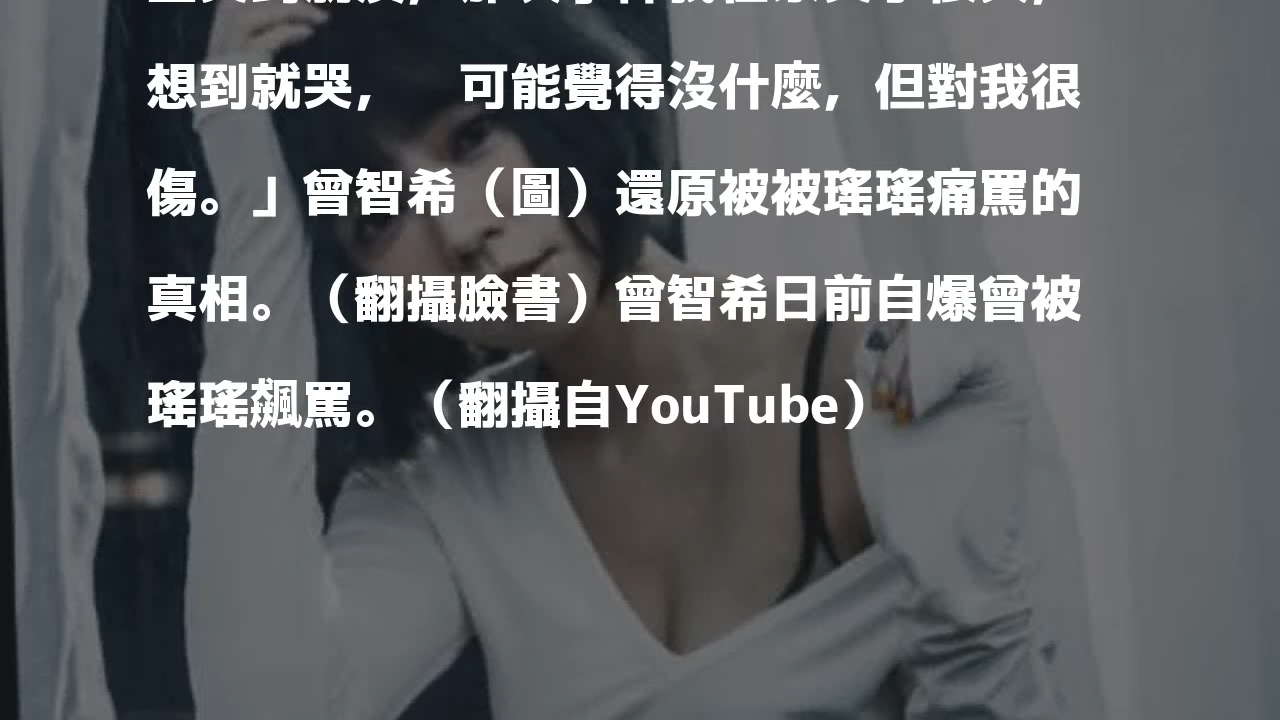 想到就哭， 可能覺得沒什麼，但對我很
傷。」曾智希（圖）還原被被瑤瑤痛罵的
真相。（翻攝臉書）曾智希日前自爆曾被
瑤瑤飆罵。（翻攝自YouTube）